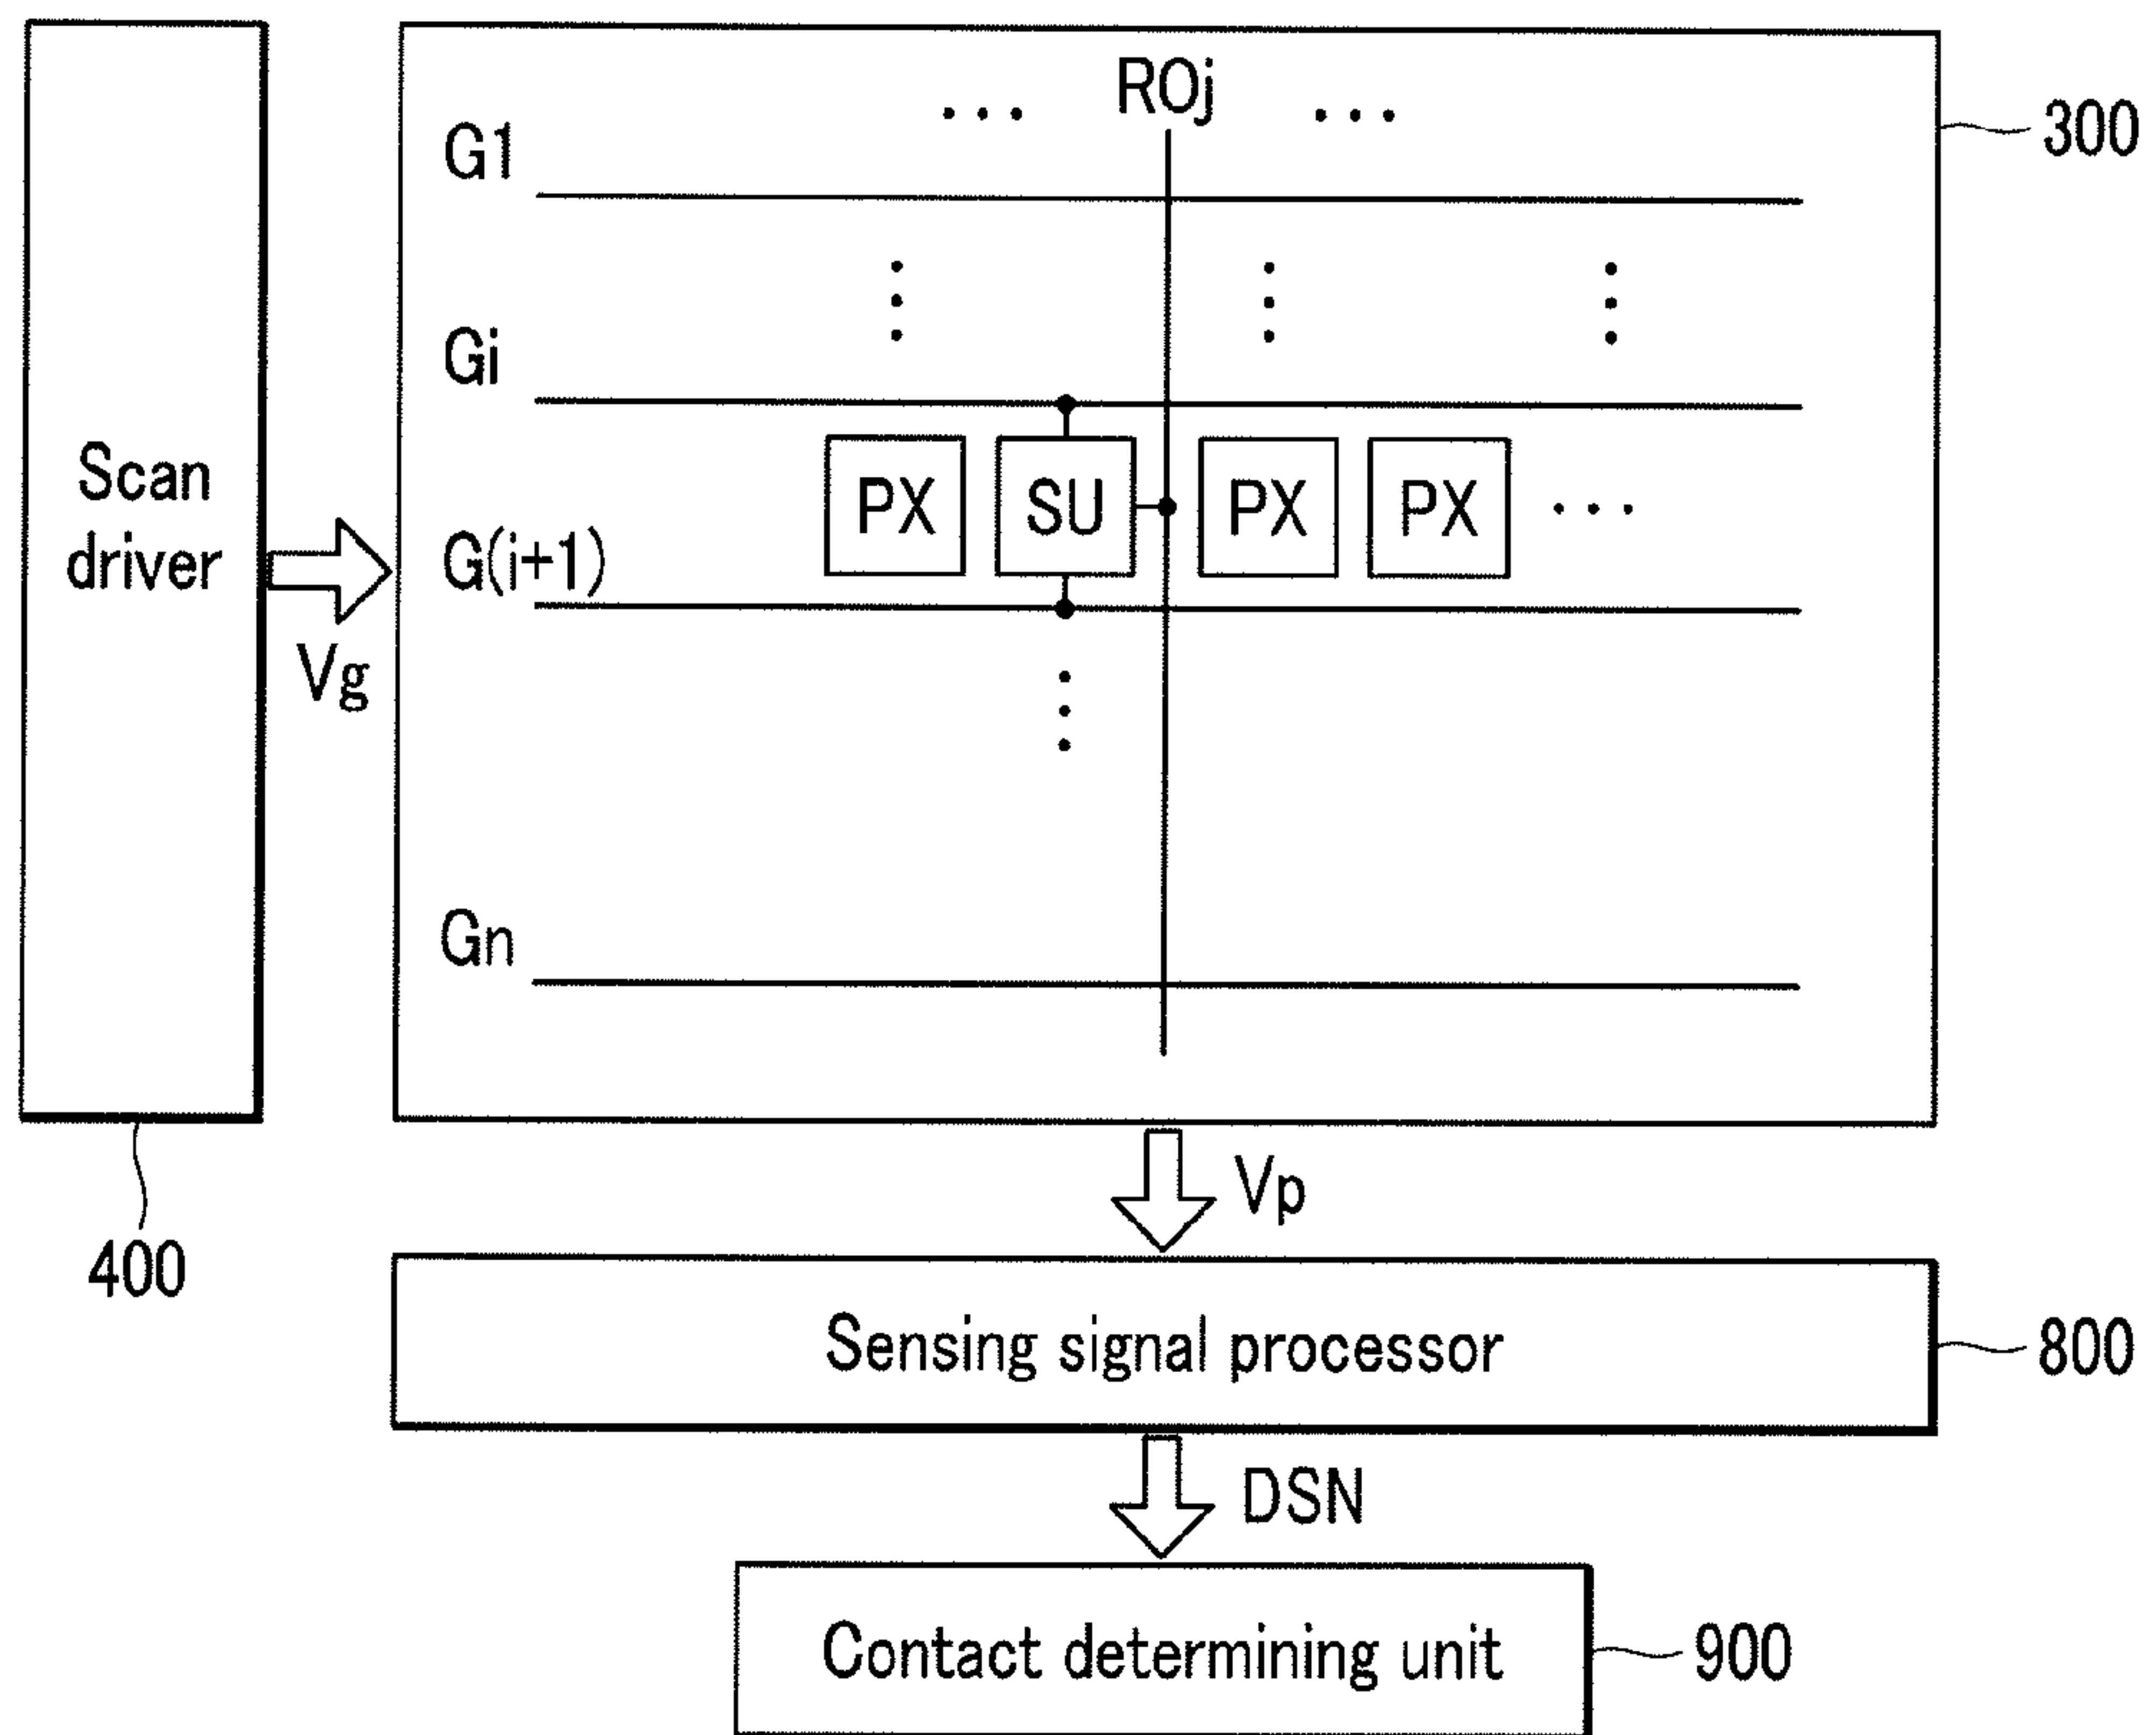 ROj
... ...
G1
300
Gi
Scan
driver
PX SU PX PX ...
G(i+1)
Vg
Gn
Vp
400
Sensing signal processor
800
DSN
Contact determining unit
900